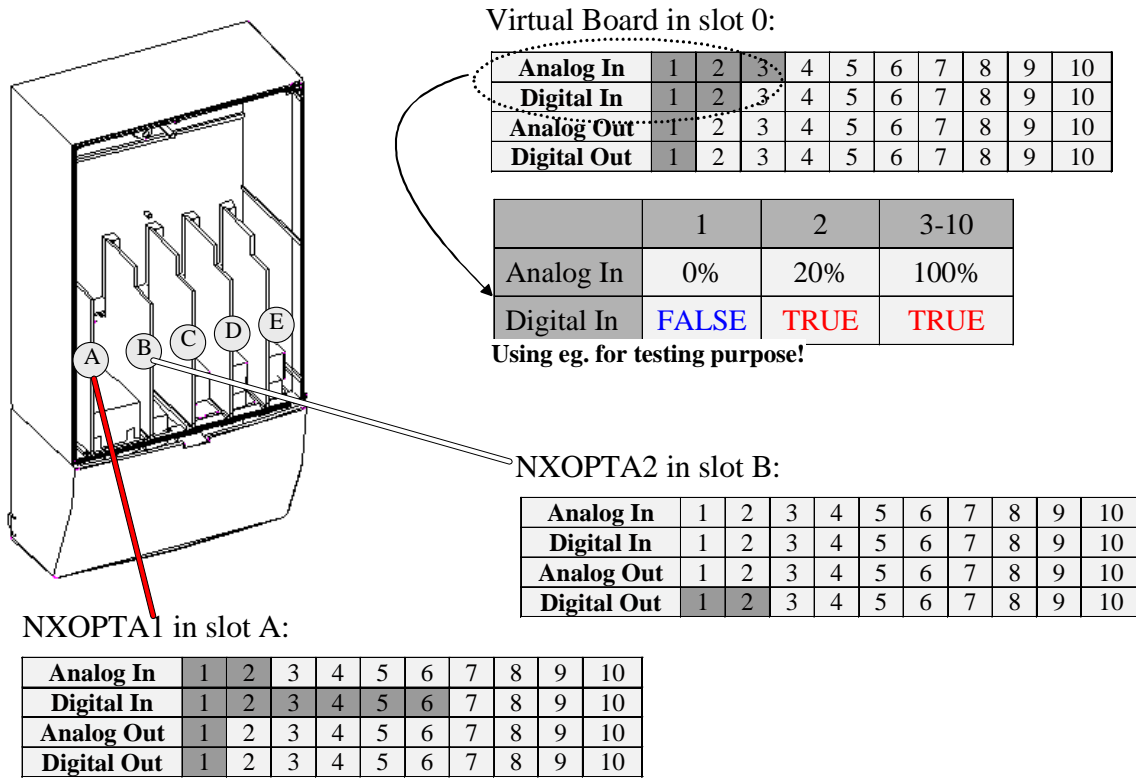 Virtual Board in slot 0:
Analog In 1 2 3 4 5 6 7 8 9 10
Digital In 1 2 3 4 5 6 7 8 9 10
Analog Out 1 2 3 4 5 6 7 8 9 10
Digital Out 1 2 3 4 5 6 7 8 9 10
1 2 3-10
Analog In 0% 20% 100%
Digital In FALSE TRUE TRUE
Using eg. for testing purpose!
A B C D E
NXOPTA2 in slot B:
Analog In 1 2 3 4 5 6 7 8 9 10
Digital In 1 2 3 4 5 6 7 8 9 10
Analog Out 1 2 3 4 5 6 7 8 9 10
Digital Out 1 2 3 4 5 6 7 8 9 10
NXOPTA1 in slot A:
Analog In 1 2 3 4 5 6 7 8 9 10
Digital In 1 2 3 4 5 6 7 8 9 10
Analog Out 1 2 3 4 5 6 7 8 9 10
Digital Out 1 2 3 4 5 6 7 8 9 10